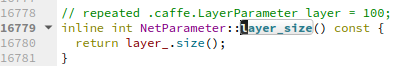 16778 // repeated .caffe.LayerParameter layer = 100;
16779 inline int NetParameter::layer_size() const {
16780 return layer_.size();
16781 }